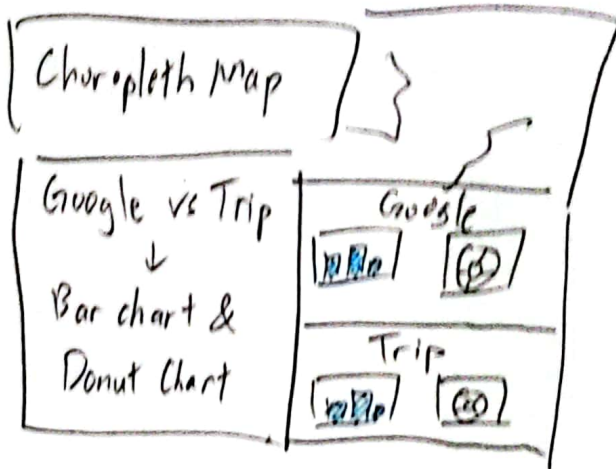 Choropleth Map
Google vs Trip
↓
Bar chart &
Donut Chart
Google
Trip